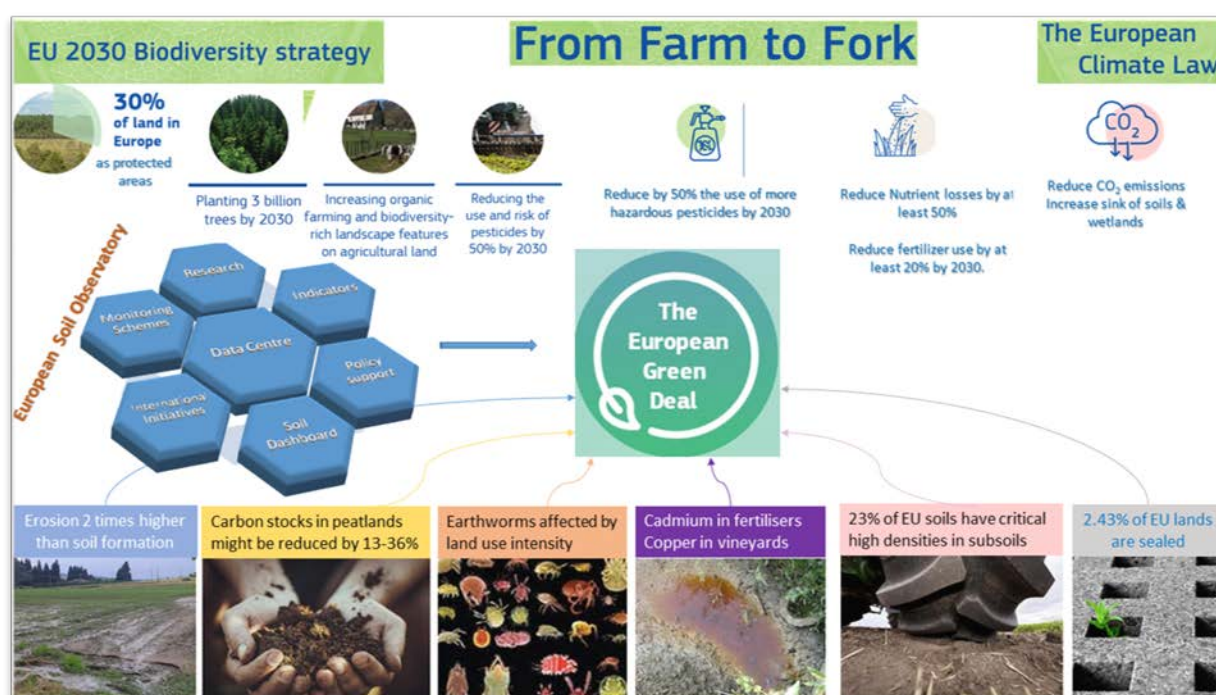 EU 2030 Biodiversity strategy
From Farm to Fork
The European
Climate Law
30%
of land in
Europe
as protected
areas
Planting 3 billion
trees by 2030
Increasing organic
farming and biodiversity-
rich landscape features
on agricultural land
Reducing the
use and risk of
pesticides by
50% by 2030
Reduce by 50% the use of more
hazardous pesticides by 2030
Reduce Nutrient losses by at
least 50%
Reduce fertilizer use by at
least 20% by 2030.
CO2
Reduce CO2 emissions
Increase sink of soils &
wetlands
European Soil Observatory
Research
Indicators
Monitoring
Schemes
Data Centre
Policy
support
International
Initiatives
Soil
Dashboard
The
European
Green
Deal
Erosion 2 times higher
than soil formation
Carbon stocks in peatlands
might be reduced by 13-36%
Earthworms affected by
land use intensity
Cadmium in fertilisers
Copper in vineyards
23% of EU soils have critical
high densities in subsoils
2.43% of EU lands
are sealed